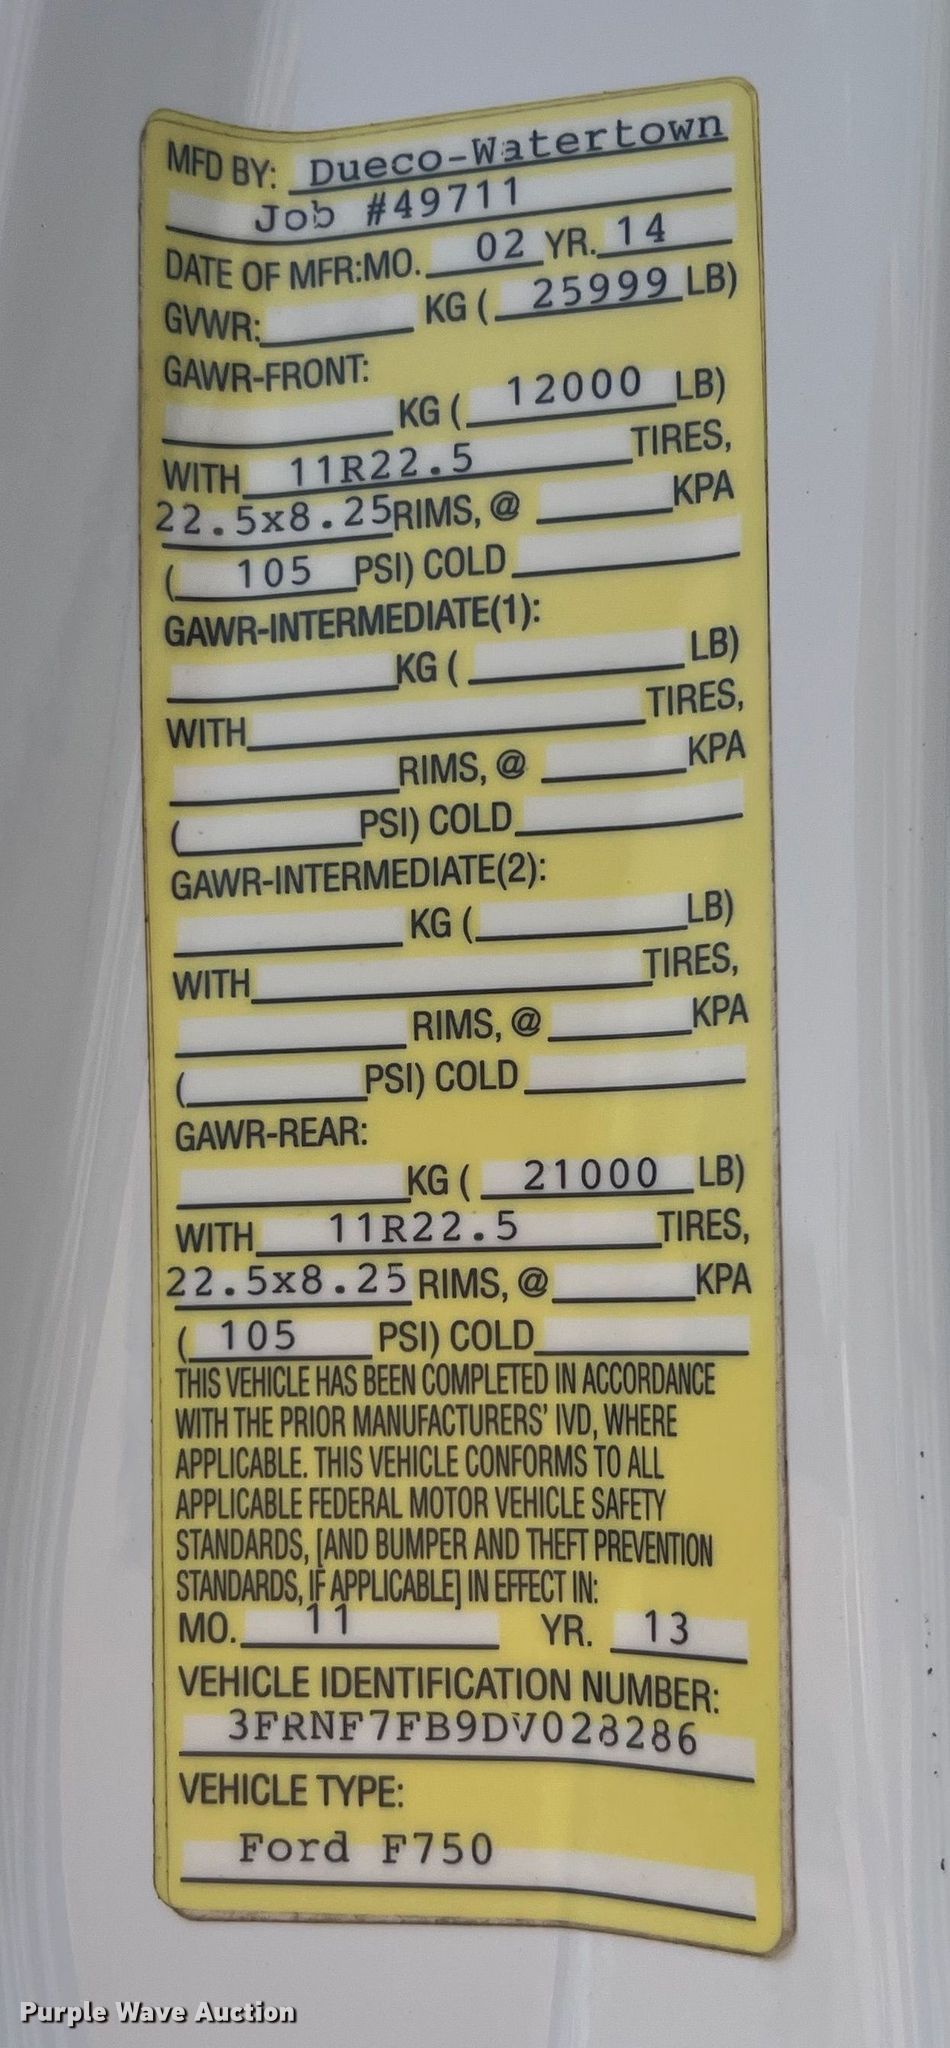 MFD BY: Dueco-Watertown
Job #49711
DATE OF MFR:MO. 02 YR. 14
GVWR: KG ( 25999 LB)
GAWR-FRONT:
KG ( 12000 LB)
WITH 11R22.5 TIRES,
22.5x8.25 RIMS, @ KPA
( 105 PSI) COLD
GAWR-INTERMEDIATE(1):
KG ( LB)
WITH TIRES,
RIMS, @ KPA
( PSI) COLD
GAWR-INTERMEDIATE(2):
KG ( LB)
WITH TIRES,
RIMS, @ KPA
( PSI) COLD
GAWR-REAR:
KG ( 21000 LB)
WITH 11R22.5 TIRES,
22.5x8.25 RIMS, @ KPA
( 105 PSI) COLD
THIS VEHICLE HAS BEEN COMPLETED IN ACCORDANCE
WITH THE PRIOR MANUFACTURERS' IVD, WHERE
APPLICABLE. THIS VEHICLE CONFORMS TO ALL
APPLICABLE FEDERAL MOTOR VEHICLE SAFETY
STANDARDS, [AND BUMPER AND THEFT PREVENTION
STANDARDS, IF APPLICABLE] IN EFFECT IN:
MO. 11 YR. 13
VEHICLE IDENTIFICATION NUMBER:
3FRNF7FB9DV028286
VEHICLE TYPE:
Ford F750
Purple Wave Auction